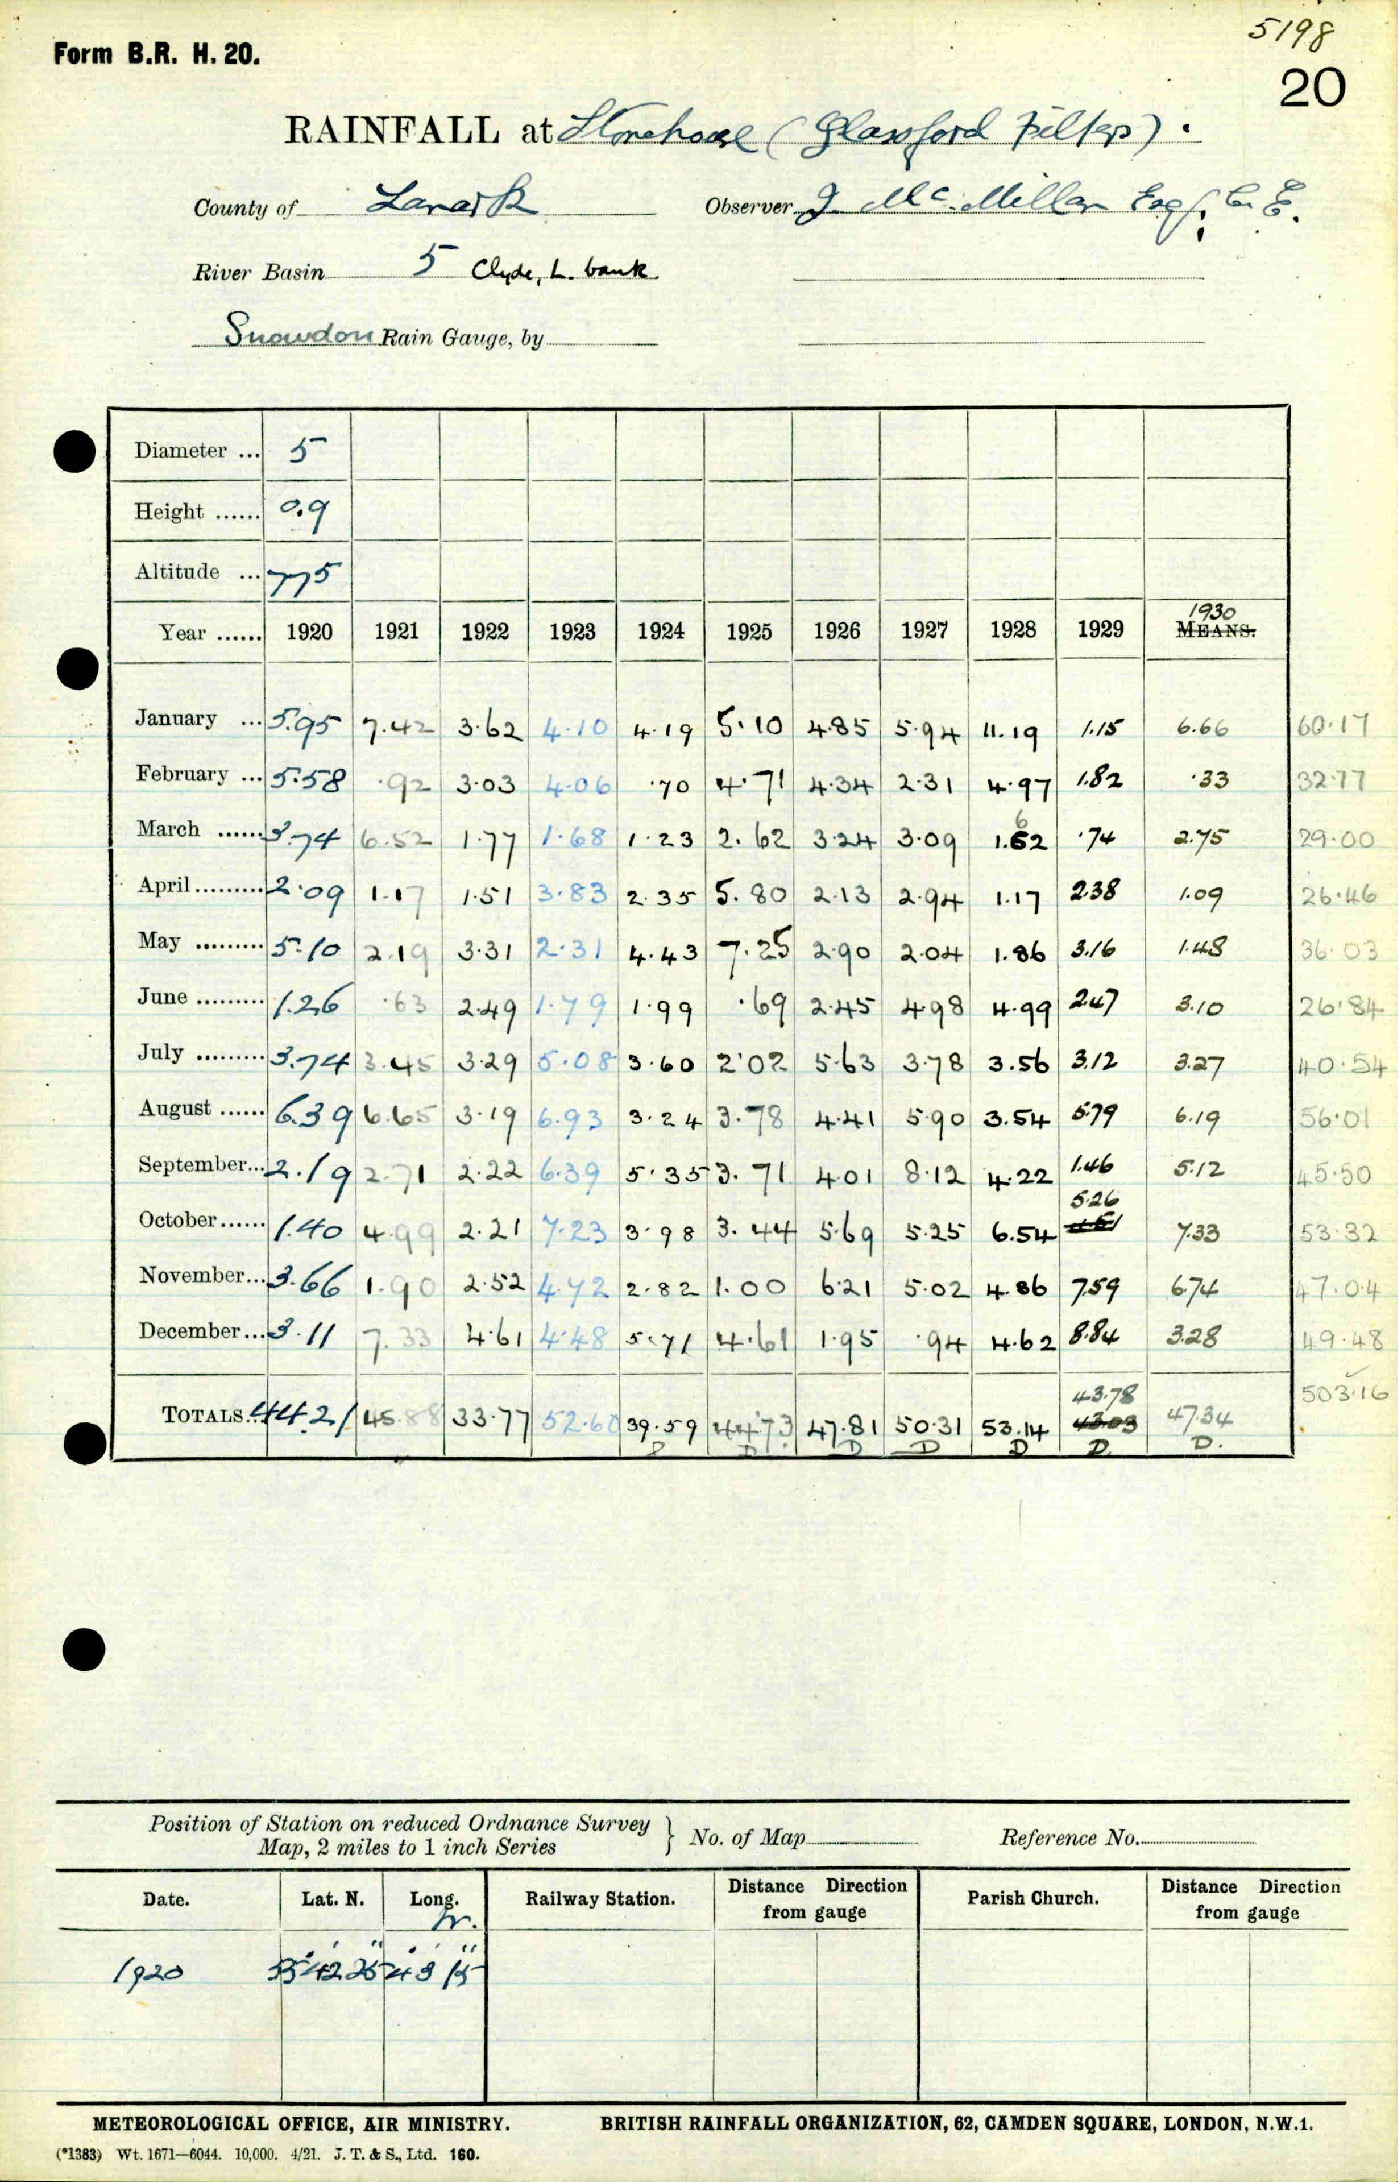 5198
Form B.R. H. 20.
20
RAINFALL at Stonehouse (Glassford Filters).
County of Lanark Observer J. McMillan Esq., C.E.
River Basin 5 Clyde, L. bank
Snowdon Rain Gauge, by
Diameter ... 5
Height ...... 0.9
Altitude ... 775
1930
Year ...... 1920 1921 1922 1923 1924 1925 1926 1927 1928 1929 MEANS.
January ... 5.95 7.42 3.62 4.10 4.19 5.10 4.85 5.94 11.19 1.15 6.66 60.17
February ... 5.58 .92 3.03 4.06 .70 4.71 4.34 2.31 4.97 1.82 .33 32.77
6
March ...... 3.74 6.52 1.77 1.68 1.23 2.62 3.24 3.09 1.62 .74 2.75 29.00
April ......... 2.09 1.17 1.51 3.83 2.35 5.80 2.13 2.94 1.17 2.38 1.09 26.46
May ......... 5.10 2.19 3.31 2.31 4.43 7.25 2.90 2.04 1.86 3.16 1.48 36.03
June ......... 1.26 .63 2.49 1.79 1.99 .69 2.45 4.98 4.99 2.47 3.10 26.84
July ......... 3.74 3.45 3.29 5.08 3.60 2.02 5.63 3.78 3.56 3.12 3.27 40.54
August ...... 6.39 6.65 3.19 6.93 3.24 3.78 4.41 5.90 3.54 5.79 6.19 56.01
September... 2.19 2.71 2.22 6.39 5.35 3.71 4.01 8.12 4.22 1.46 5.12 45.50
5.26
October...... 1.40 4.99 2.21 7.23 3.98 3.44 5.69 5.25 6.54 7.33 53.32
November... 3.66 1.90 2.52 4.72 2.82 1.00 6.21 5.02 4.86 7.59 6.74 47.04
December... 3.11 7.33 4.61 4.48 5.71 4.61 1.95 .94 4.62 8.84 3.28 49.48
43.78 503.16
TOTALS.. 44.21 45.88 33.77 52.60 39.59 44.73 47.81 50.31 53.14 43.03 47.34
D D D D D D D.
Position of Station on reduced Ordnance Survey
Map, 2 miles to 1 inch Series } No. of Map Reference No.
Date. Lat. N. Long. W. Railway Station. Distance Direction from gauge Parish Church. Distance Direction from gauge
1920 55° 42' 25" 4° 3' 15"
METEOROLOGICAL OFFICE, AIR MINISTRY. BRITISH RAINFALL ORGANIZATION, 62, CAMDEN SQUARE, LONDON, N.W.1.
(*1383) Wt. 1671—6044. 10,000. 4/21. J. T. & S., Ltd. 160.